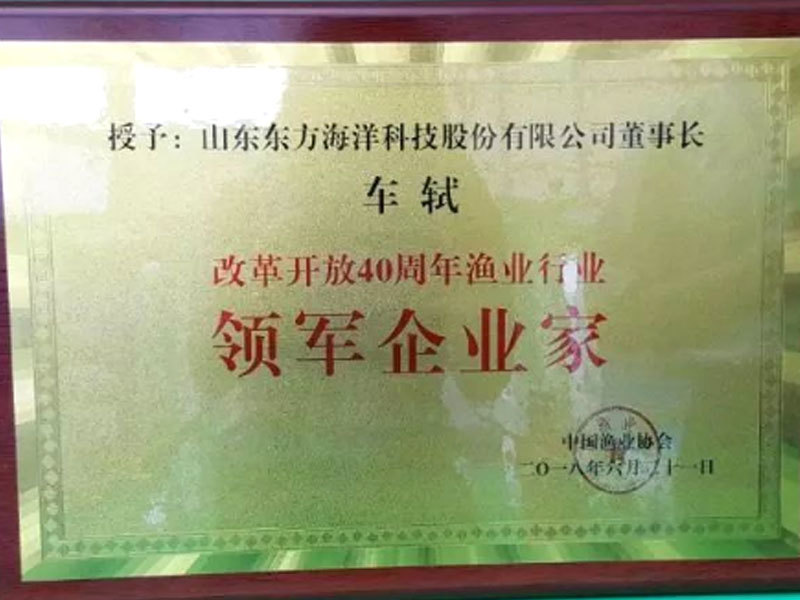 授予：山东东方海洋科技股份有限公司董事长
车轼
改革开放40周年渔业行业
领军企业家
中国渔业协会
二〇一八年六月二十一日